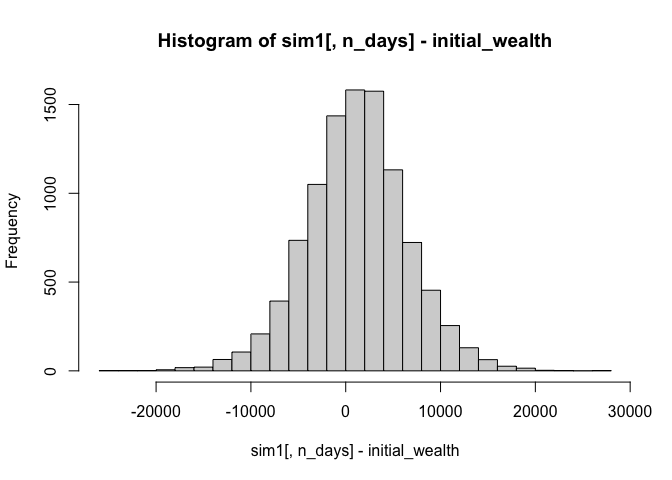 Histogram of sim1[, n_days] - initial_wealth
Frequency
1500
1000
500
0
-20000 -10000 0 10000 20000 30000
sim1[, n_days] - initial_wealth